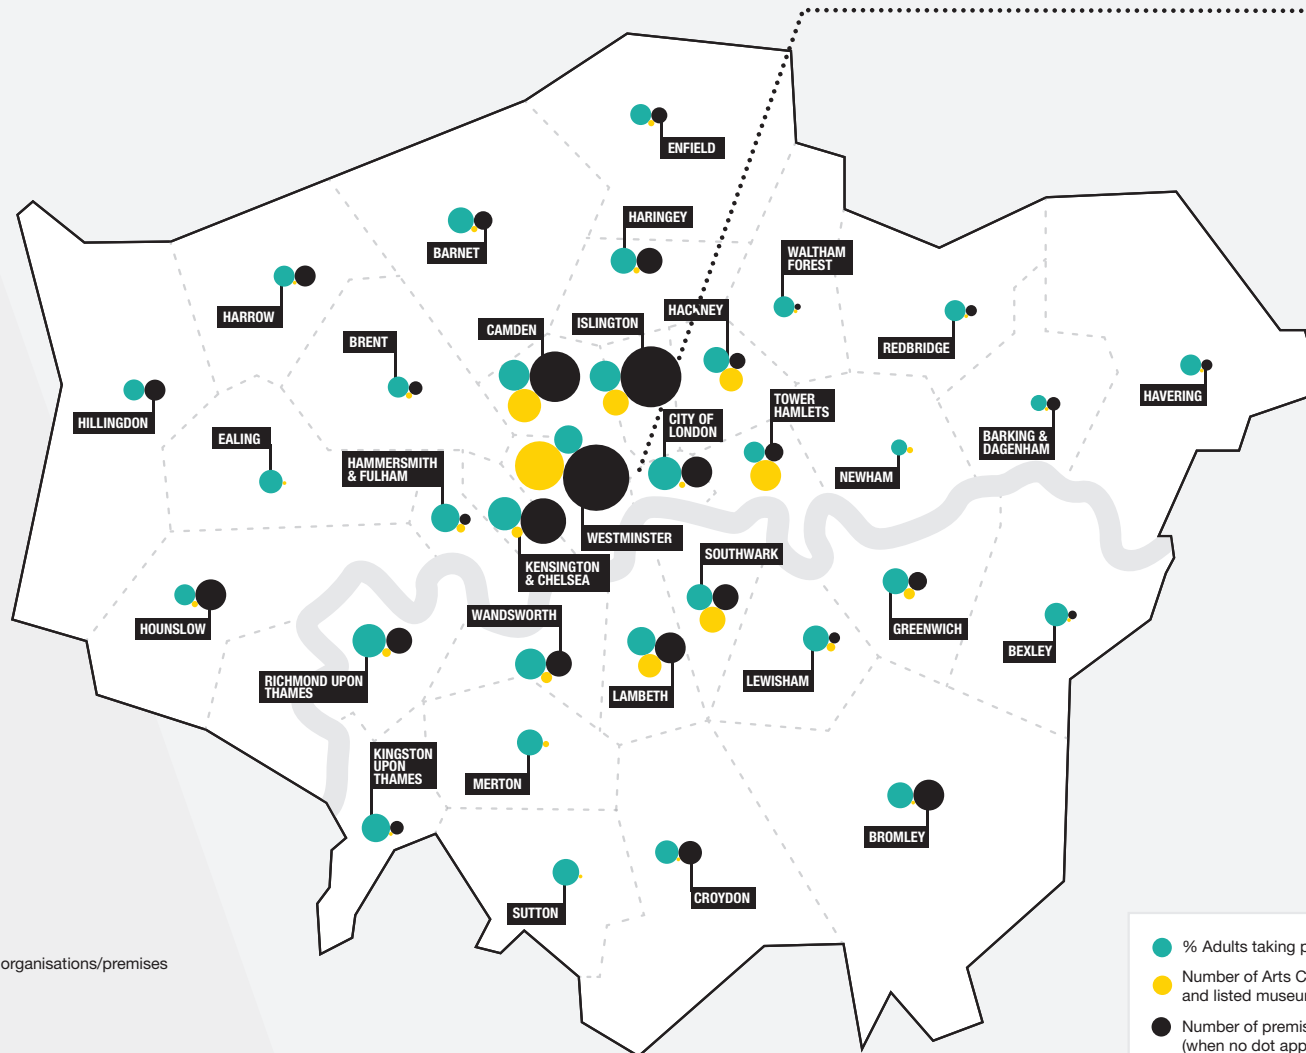 ENFIELD
HARINGEY
BARNET
WALTHAM
FOREST
HARROW
HACKNEY
ISLINGTON
CAMDEN
BRENT
REDBRIDGE
HAVERING
HILLINGDON
TOWER
HAMLETS
CITY OF
LONDON
EALING
BARKING &
DAGENHAM
HAMMERSMITH
& FULHAM
NEWHAM
WESTMINSTER
SOUTHWARK
KENSINGTON
& CHELSEA
WANDSWORTH
HOUNSLOW
GREENWICH
BEXLEY
RICHMOND UPON
THAMES
LEWISHAM
LAMBETH
KINGSTON
UPON
THAMES
MERTON
BROMLEY
CROYDON
SUTTON
organisations/premises
% Adults taking p
Number of Arts C
and listed museur
Number of premis
(when no dot app